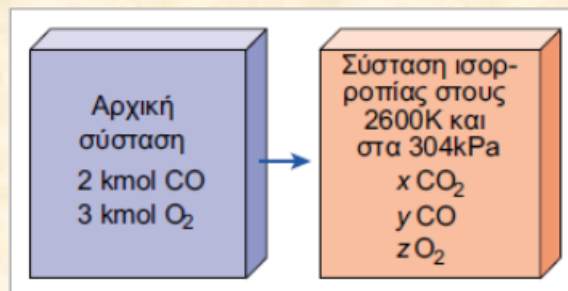 Αρχική
σύσταση
2 kmol CO
3 kmol O₂
Σύσταση ισορ-
ροπίας στους
2600K και
στα 304kPa
x CO₂
y CO
z O₂